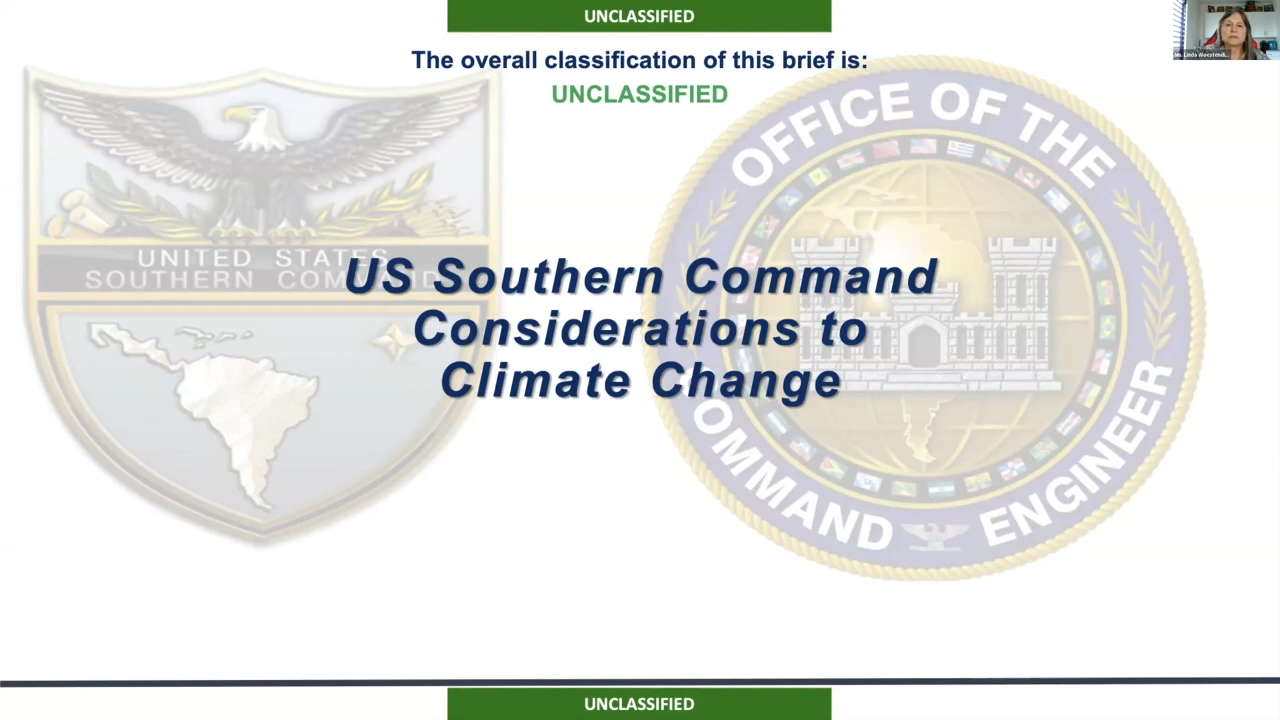 UNCLASSIFIED
The overall classification of this brief is:
UNCLASSIFIED
OFFICE OF THE
UNITED STATES
SOUTHERN COMMAND
US Southern Command
Considerations to
Climate Change
COMMAND ENGINEER
UNCLASSIFIED